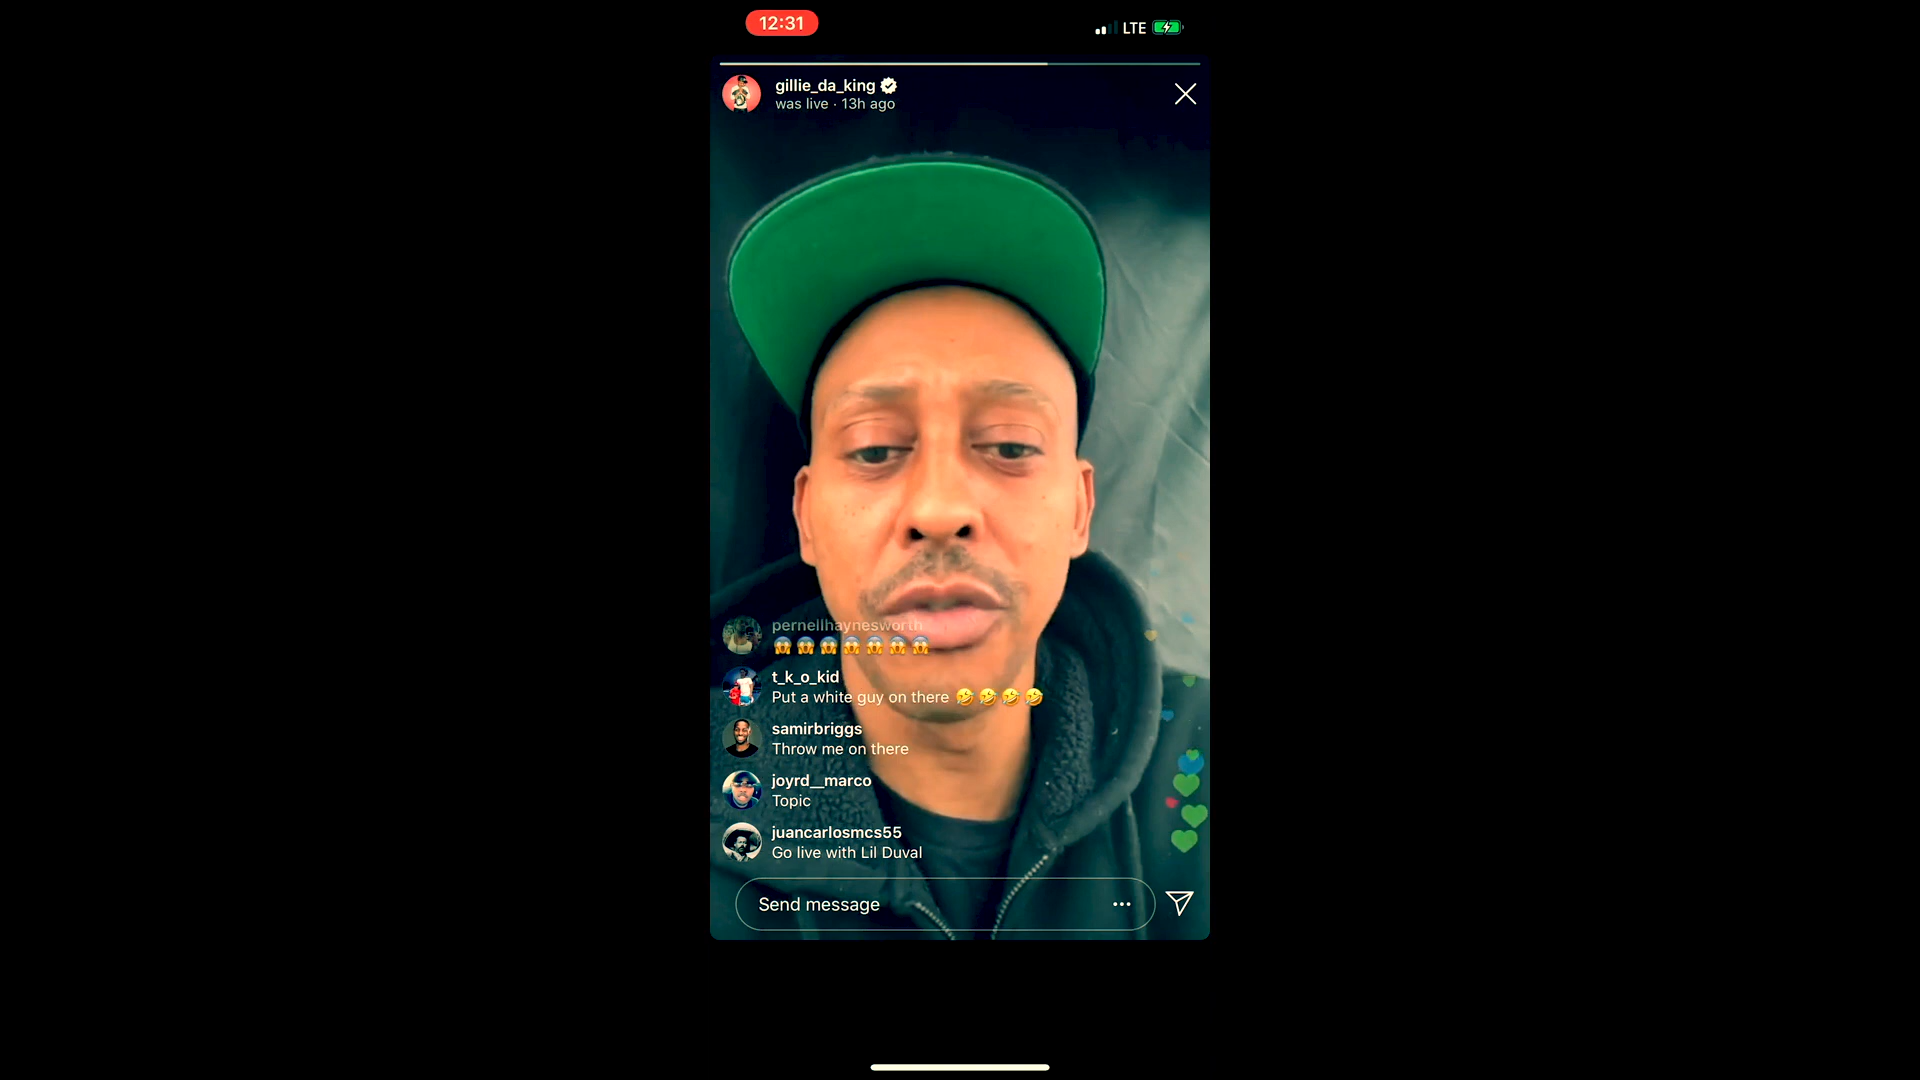 12:31
LTE
gillie_da_king
was live · 13h ago
pernellhaynesworth
😱😱😱😱😱😱😱
t_k_o_kid
Put a white guy on there 🤣🤣🤣🤣
samirbriggs
Throw me on there
joyrd__marco
Topic
juancarlosmcs55
Go live with Lil Duval
Send message